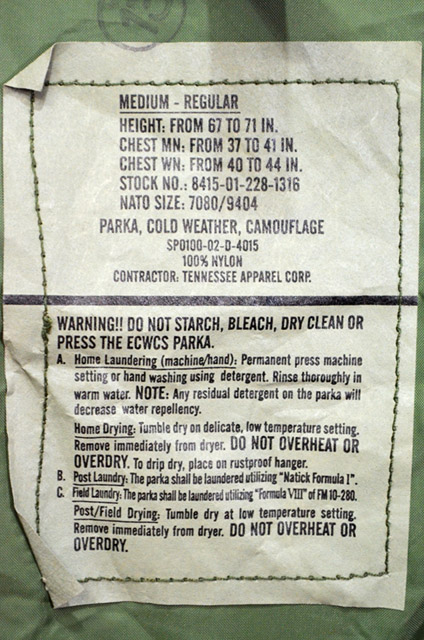 MEDIUM - REGULAR
HEIGHT: FROM 67 TO 71 IN.
CHEST MN: FROM 37 TO 41 IN.
CHEST WN: FROM 40 TO 44 IN.
STOCK NO.: 8415-01-228-1316
NATO SIZE: 7080/9404
PARKA, COLD WEATHER, CAMOUFLAGE
SPO100-02-D-4015
100% NYLON
CONTRACTOR: TENNESSEE APPAREL CORP.
WARNING!! DO NOT STARCH, BLEACH, DRY CLEAN OR
PRESS THE ECWCS PARKA.
A. Home Laundering (machine/hand): Permanent press machine
setting or hand washing using detergent. Rinse thoroughly in
warm water. NOTE: Any residual detergent on the parka will
decrease water repellency.
Home Drying: Tumble dry on delicate, low temperature setting.
Remove immediately from dryer. DO NOT OVERHEAT OR
OVERDRY. To drip dry, place on rustproof hanger.
B. Post Laundry: The parka shall be laundered utilizing "Natick Formula I".
C. Field Laundry: The parka shall be laundered utilizing "Formula VIII" of FM 10-280.
Post/Field Drying: Tumble dry at low temperature setting.
Remove immediately from dryer. DO NOT OVERHEAT OR
OVERDRY.